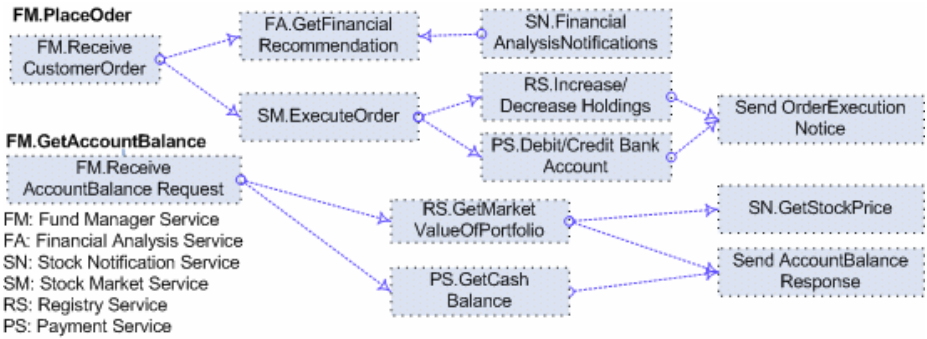 FM.PlaceOder
FM.Receive
CustomerOrder
FA.GetFinancial
Recommendation
SN.Financial
AnalysisNotifications
SM.ExecuteOrder
RS.Increase/
Decrease Holdings
PS.Debit/Credit Bank
Account
Send OrderExecution
Notice
FM.GetAccountBalance
FM.Receive
AccountBalance Request
RS.GetMarket
ValueOfPortfolio
SN.GetStockPrice
PS.GetCash
Balance
Send AccountBalance
Response
FM: Fund Manager Service
FA: Financial Analysis Service
SN: Stock Notification Service
SM: Stock Market Service
RS: Registry Service
PS: Payment Service